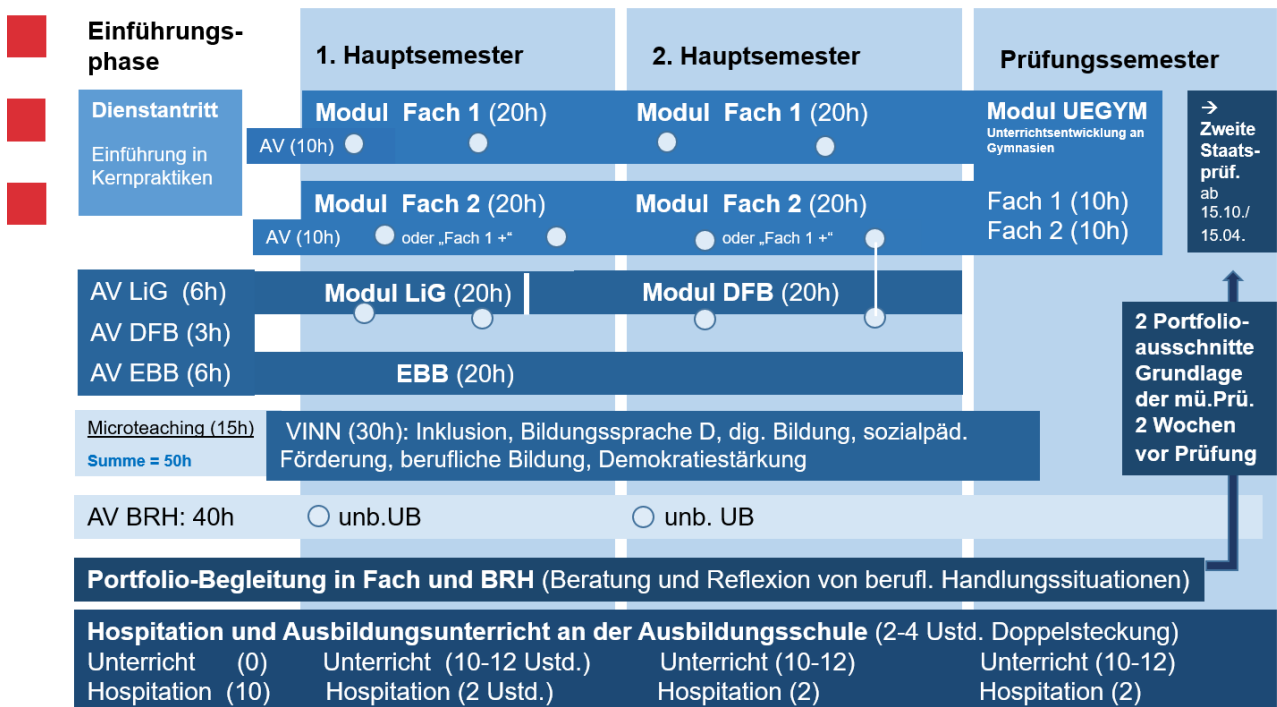 Einführungs-
phase
1. Hauptsemester
2. Hauptsemester
Prüfungssemester
Dienstantritt
Einführung in
Kernpraktiken
AV (10h)
Modul Fach 1 (20h)
Modul Fach 1 (20h)
Modul UEGYM
Unterrichtsentwicklung an
Gymnasien
Fach 1 (10h)
Fach 2 (10h)
→
Zweite
Staats-
prüf.
ab
15.10./
15.04.
Modul Fach 2 (20h)
Modul Fach 2 (20h)
AV (10h)
oder „Fach 1 +“
oder „Fach 1 +“
AV LiG (6h)
AV DFB (3h)
AV EBB (6h)
Modul LiG (20h)
Modul DFB (20h)
EBB (20h)
2 Portfolio-
ausschnitte
Grundlage
der mü.Prü.
2 Wochen
vor Prüfung
Microteaching (15h)
Summe = 50h
VINN (30h): Inklusion, Bildungssprache D, dig. Bildung, sozialpäd.
Förderung, berufliche Bildung, Demokratiestärkung
AV BRH: 40h
unb.UB
unb. UB
Portfolio-Begleitung in Fach und BRH (Beratung und Reflexion von berufl. Handlungssituationen)
Hospitation und Ausbildungsunterricht an der Ausbildungsschule (2-4 Ustd. Doppelsteckung)
Unterricht (0) Unterricht (10-12 Ustd.) Unterricht (10-12) Unterricht (10-12)
Hospitation (10) Hospitation (2 Ustd.) Hospitation (2) Hospitation (2)